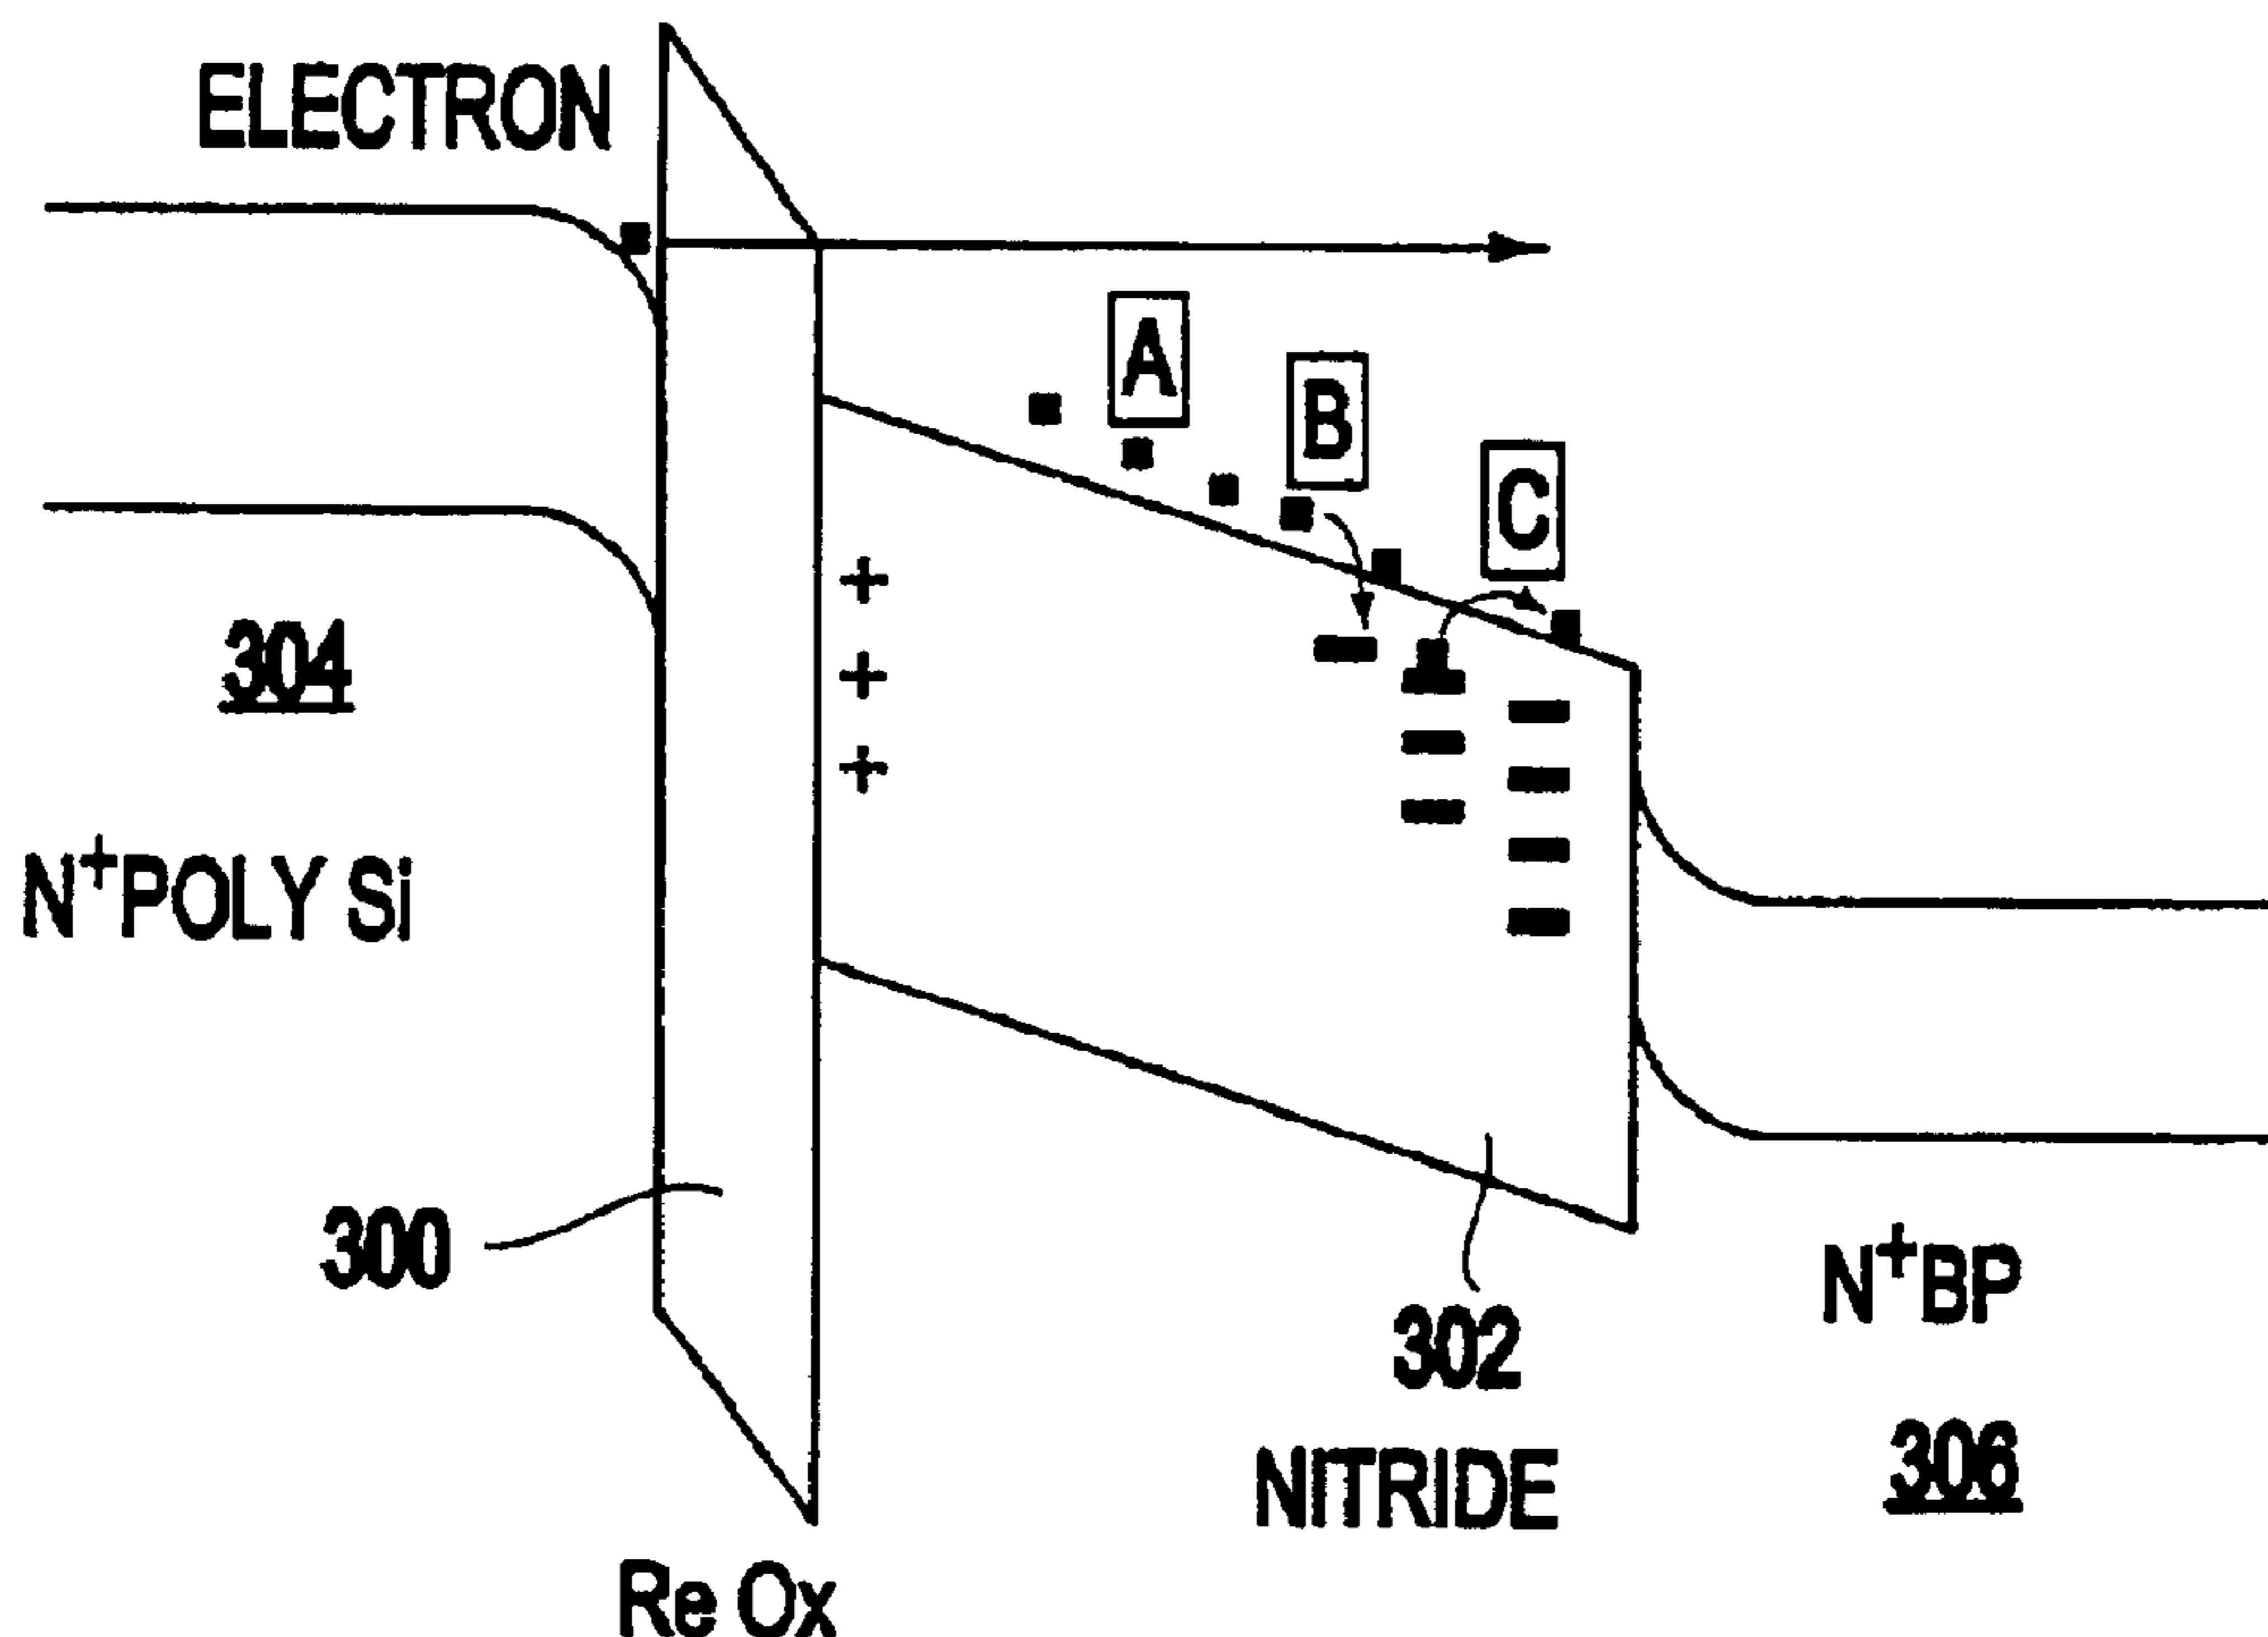 ELECTRON
A
B
C
304
N⁺POLY Si
300
302
NITRIDE
N⁺BP
306
Re Ox